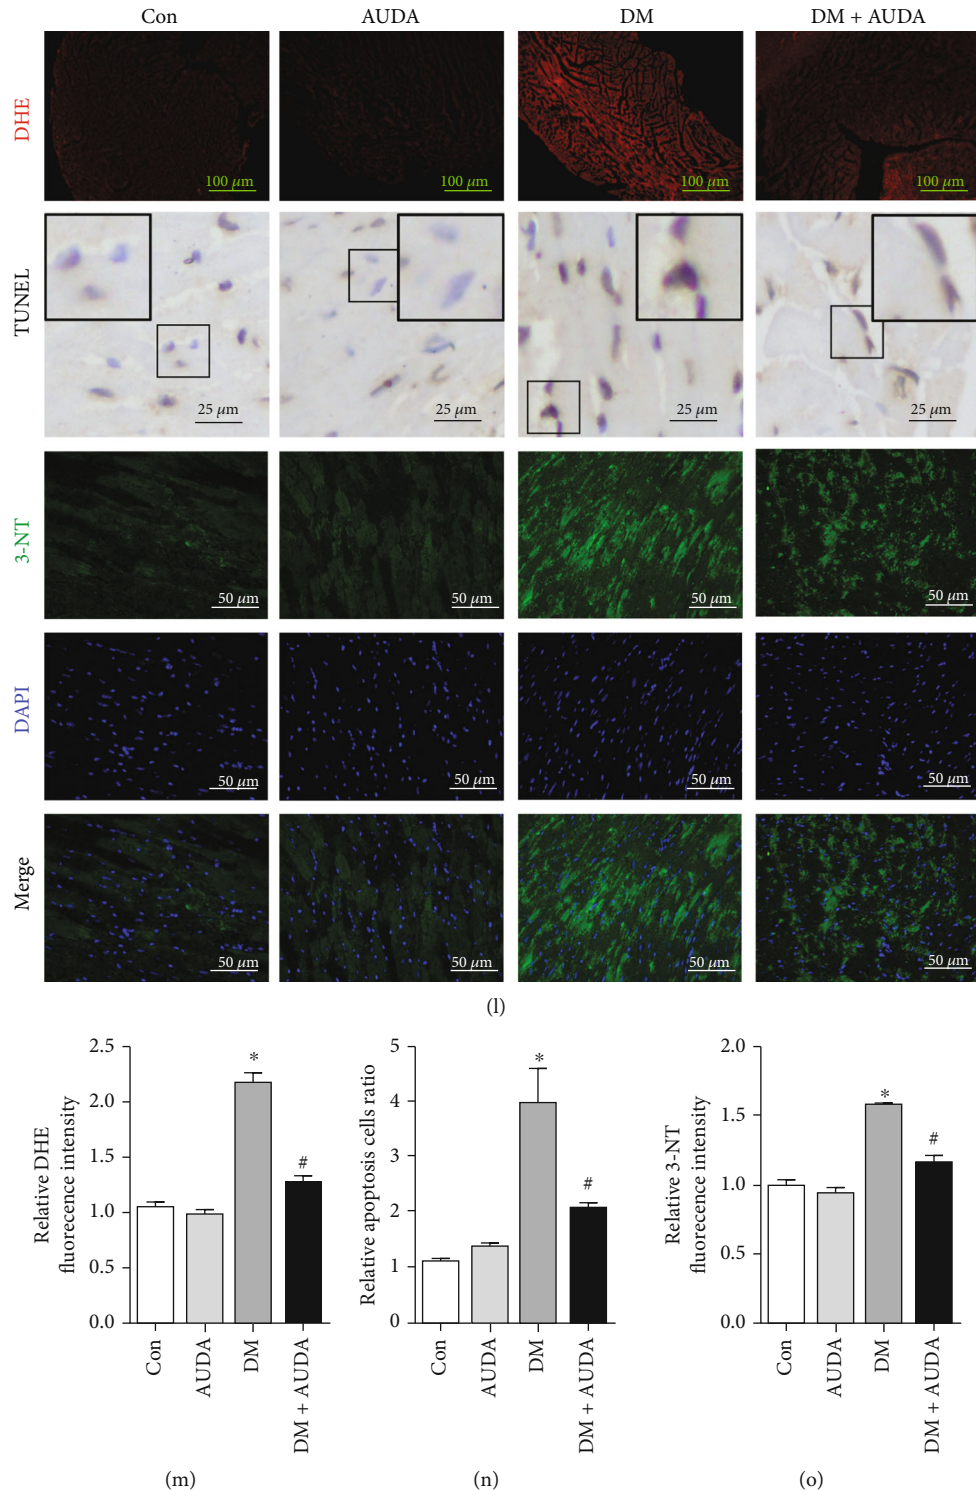 Con AUDA DM DM + AUDA
DHE
100 µm 100 µm 100 µm 100 µm
TUNEL
25 µm 25 µm 25 µm 25 µm
3-NT
50 µm 50 µm 50 µm 50 µm
DAPI
50 µm 50 µm 50 µm 50 µm
Merge
50 µm 50 µm 50 µm 50 µm
(l)
Relative DHE
fluorecence intensity
2.5
2.0
1.5
1.0
0.5
0.0
*
#
Con AUDA DM DM + AUDA
(m)
Relative apoptosis cells ratio
5
4
3
2
1
0
*
#
Con AUDA DM DM + AUDA
(n)
Relative 3-NT
fluorecence intensity
2.0
1.5
1.0
0.5
0.0
*
#
Con AUDA DM DM + AUDA
(o)